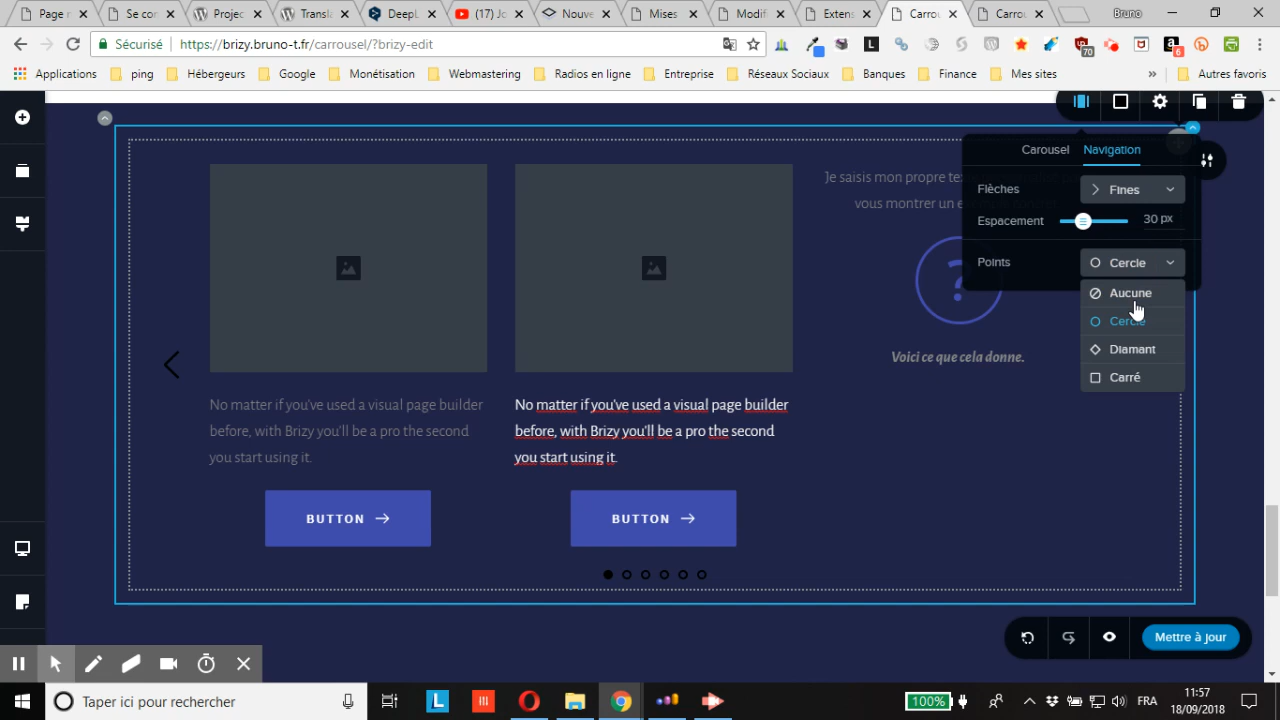 Page r
Se co
Projec
Transla
DeepL
(17) Jo
Nouve
Mises
Modifi
Extens
Carrou
Carrou
Bruno
Sécurisé
https://brizy.bruno-t.fr/carrousel/?brizy-edit
70
6
Applications
ping
Hébergeurs
Google
Monétisation
Webmastering
Radios en ligne
Entreprise
Réseaux Sociaux
Banques
Finance
Mes sites
»
Autres favoris
Carousel
Navigation
Flèches
Fines
Espacement
30 px
Points
Cercle
Aucune
Cercle
Diamant
Carré
Je saisis mon propre te
vous montrer un
?
Voici ce que cela donne.
No matter if you've used a visual page builder
before, with Brizy you'll be a pro the second
you start using it.
No matter if you've used a visual page builder
before, with Brizy you'll be a pro the second
you start using it.
BUTTON
BUTTON
Mettre à jour
Taper ici pour rechercher
L
100%
FRA
11:57
18/09/2018